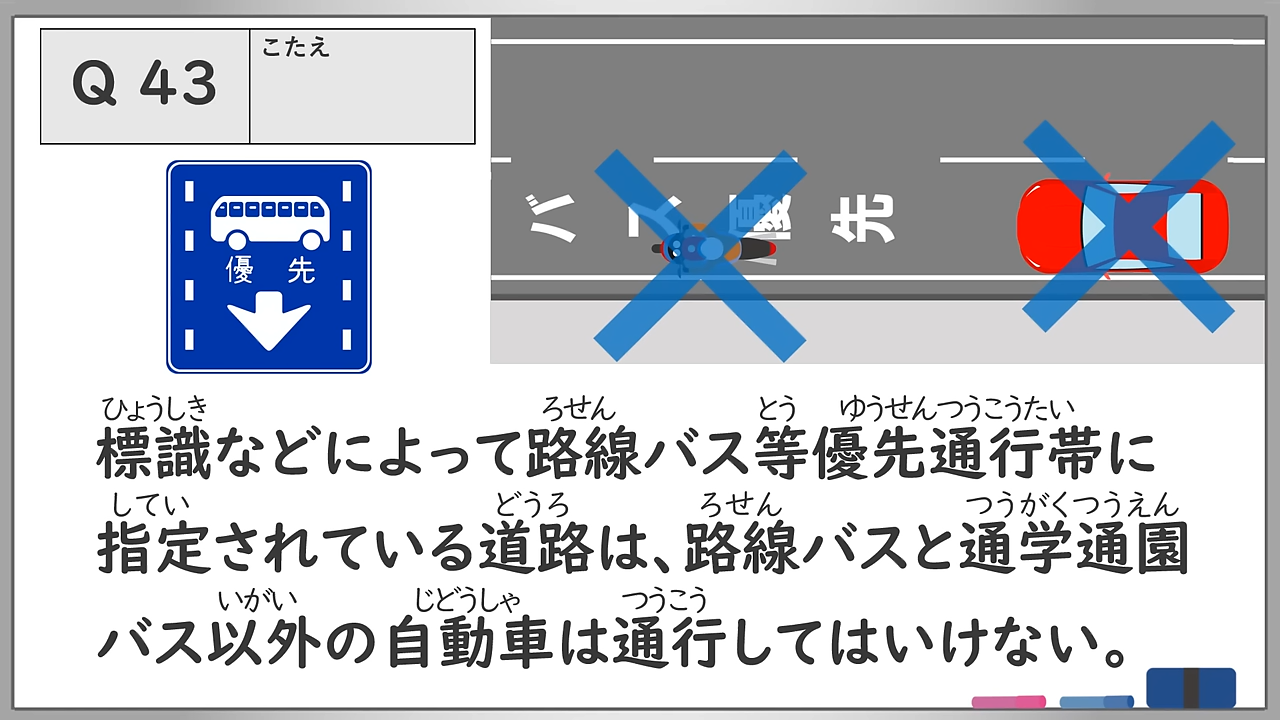 Q 43
こたえ
優 先
バス優先
ひょうしき ろせん とう ゆうせんつうこうたい
標識などによって路線バス等優先通行帯に
してい どうろ ろせん つうがくつうえん
指定されている道路は、路線バスと通学通園
いがい じどうしゃ つうこう
バス以外の自動車は通行してはいけない。